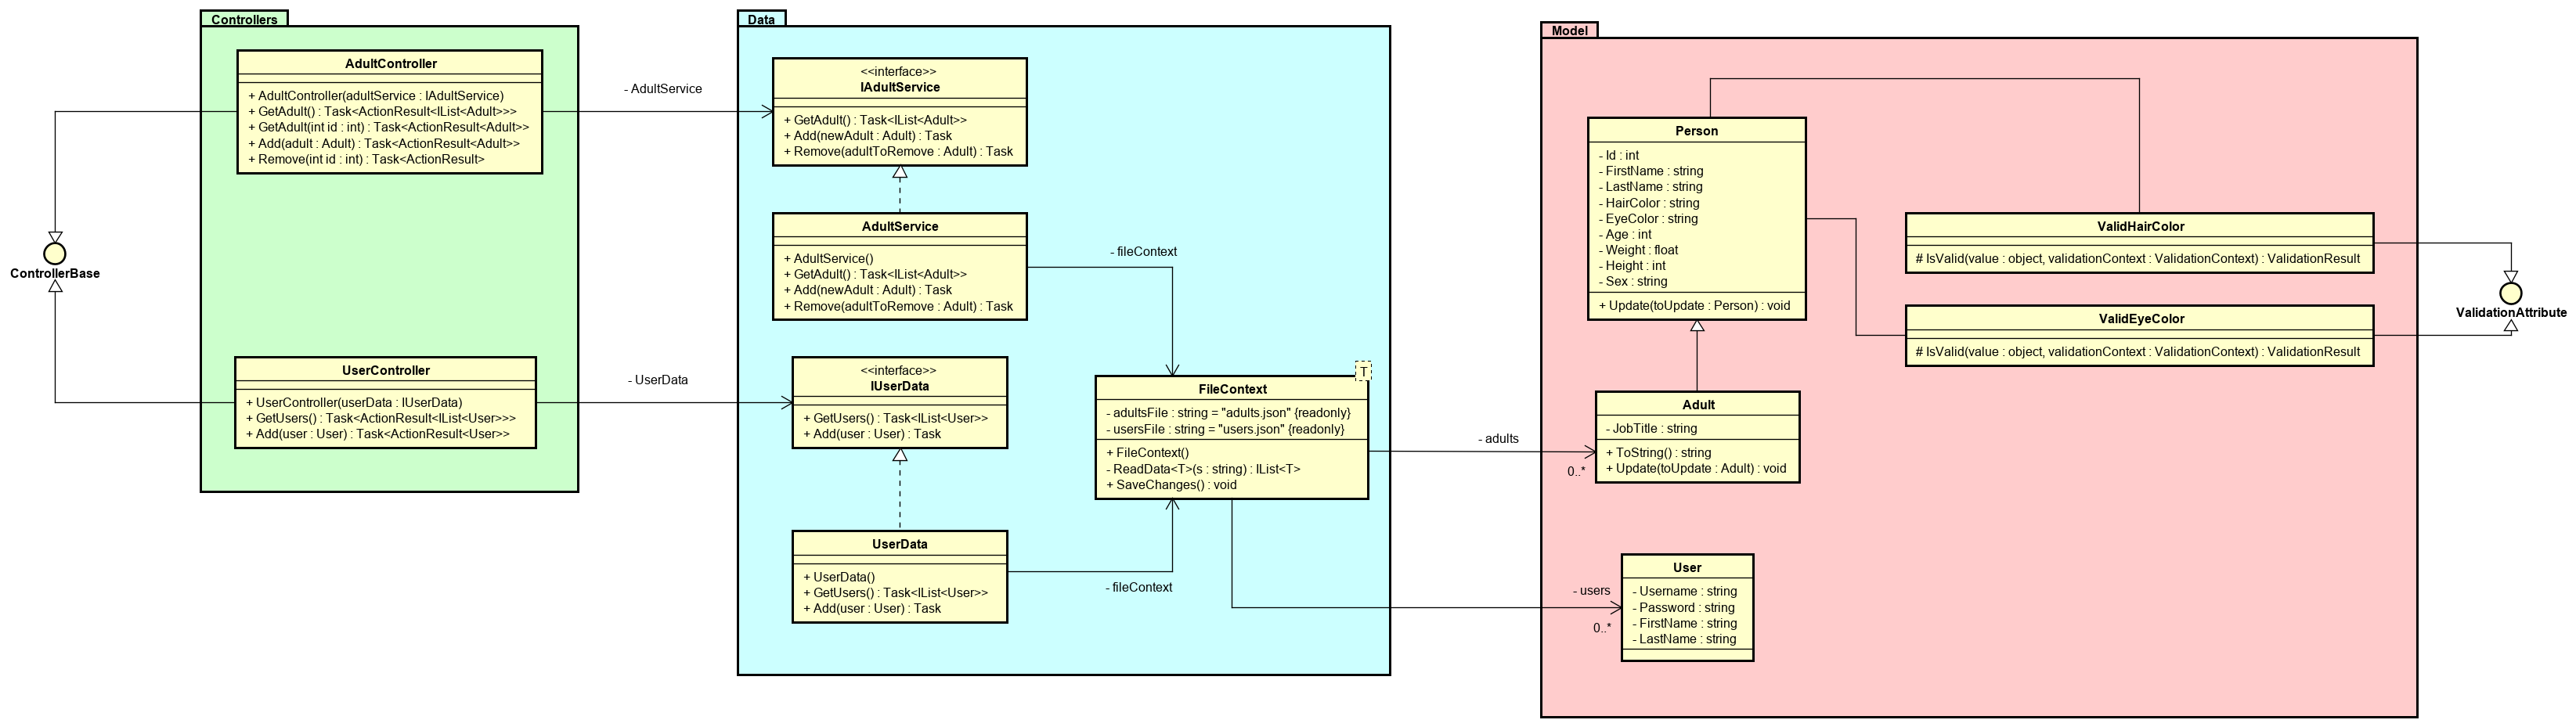 Controllers
AdultController
+ AdultController(adultService : IAdultService)
+ GetAdult() : Task<ActionResult<IList<Adult>>>
+ GetAdult(int id : int) : Task<ActionResult<Adult>>
+ Add(adult : Adult) : Task<ActionResult<Adult>>
+ Remove(int id : int) : Task<ActionResult>
ControllerBase
UserController
+ UserController(userData : IUserData)
+ GetUsers() : Task<ActionResult<IList<User>>>
+ Add(user : User) : Task<ActionResult<User>>
- AdultService
- UserData
Data
<<interface>>
IAdultService
+ GetAdult() : Task<IList<Adult>>
+ Add(newAdult : Adult) : Task
+ Remove(adultToRemove : Adult) : Task
AdultService
+ AdultService()
+ GetAdult() : Task<IList<Adult>>
+ Add(newAdult : Adult) : Task
+ Remove(adultToRemove : Adult) : Task
- fileContext
<<interface>>
IUserData
+ GetUsers() : Task<IList<User>>
+ Add(user : User) : Task
UserData
+ UserData()
+ GetUsers() : Task<IList<User>>
+ Add(user : User) : Task
- fileContext
T
FileContext
- adultsFile : string = "adults.json" {readonly}
- usersFile : string = "users.json" {readonly}
+ FileContext()
- ReadData<T>(s : string) : IList<T>
+ SaveChanges() : void
- adults
0..*
- users
0..*
Model
Person
- Id : int
- FirstName : string
- LastName : string
- HairColor : string
- EyeColor : string
- Age : int
- Weight : float
- Height : int
- Sex : string
+ Update(toUpdate : Person) : void
Adult
- JobTitle : string
+ ToString() : string
+ Update(toUpdate : Adult) : void
User
- Username : string
- Password : string
- FirstName : string
- LastName : string
ValidHairColor
# IsValid(value : object, validationContext : ValidationContext) : ValidationResult
ValidEyeColor
# IsValid(value : object, validationContext : ValidationContext) : ValidationResult
ValidationAttribute